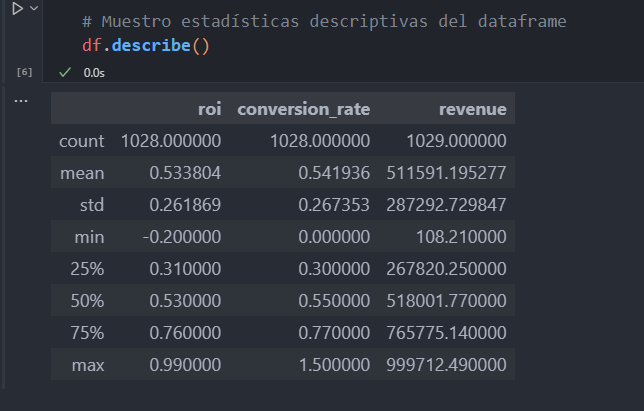 # Muestro estadísticas descriptivas del dataframe
df.describe()
[6] 0.0s
... roi conversion_rate revenue
count 1028.000000 1028.000000 1029.000000
mean 0.533804 0.541936 511591.195277
std 0.261869 0.267353 287292.729847
min -0.200000 0.000000 108.210000
25% 0.310000 0.300000 267820.250000
50% 0.530000 0.550000 518001.770000
75% 0.760000 0.770000 765775.140000
max 0.990000 1.500000 999712.490000